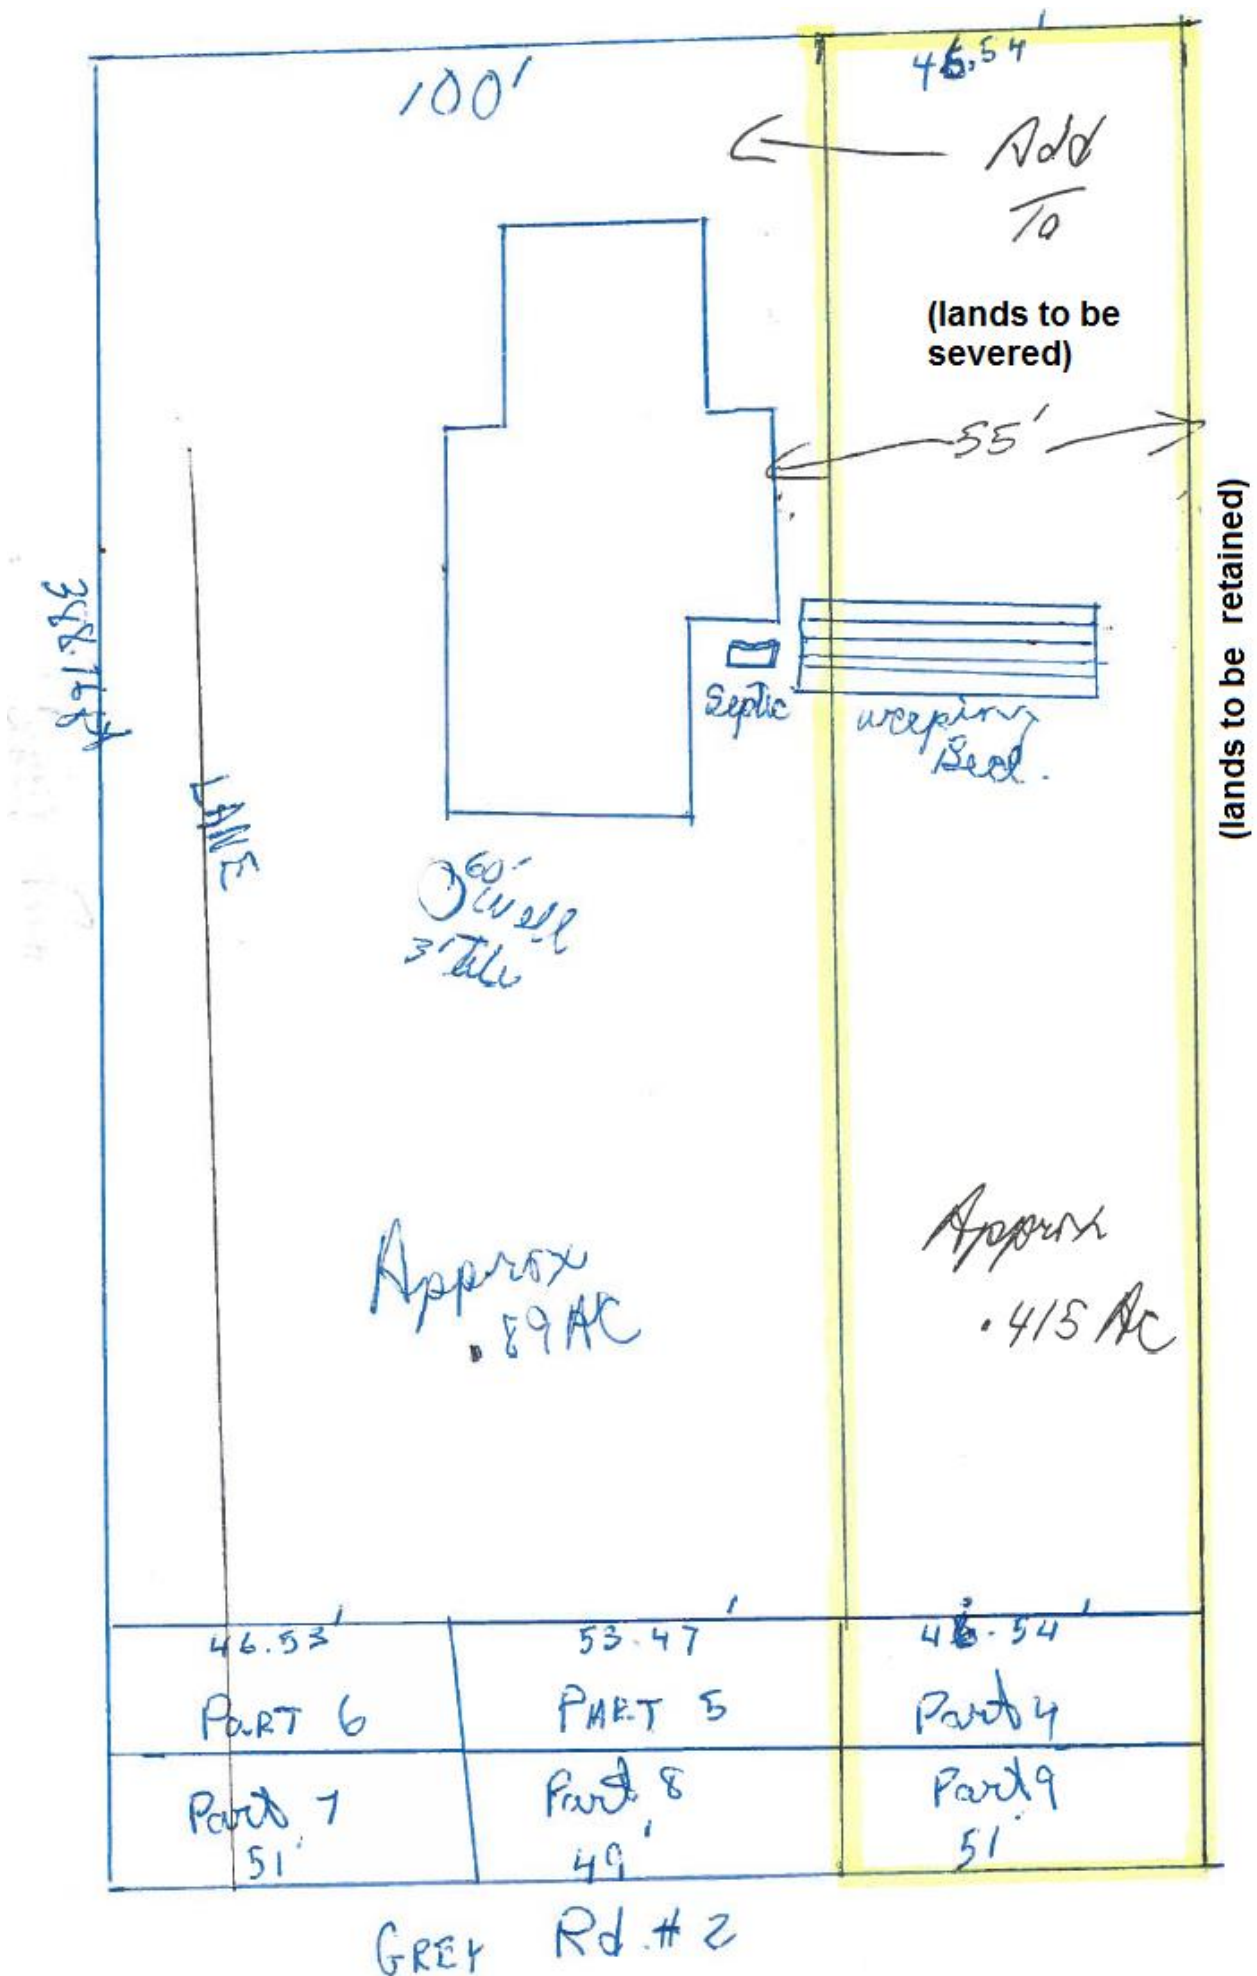 100'
46.54'
Add
To
(lands to be
severed)
55'
(lands to be retained)
Septic
weeping
Bed.
LANE
60'
Well
3' Tile
Approx
.89 AC
Approx
.415 Ac
46.53'
53.47'
46.54'
PART 6
PART 5
Part 4
Part 7
Part 8
Part 9
51'
49'
51'
GREY Rd. # 2